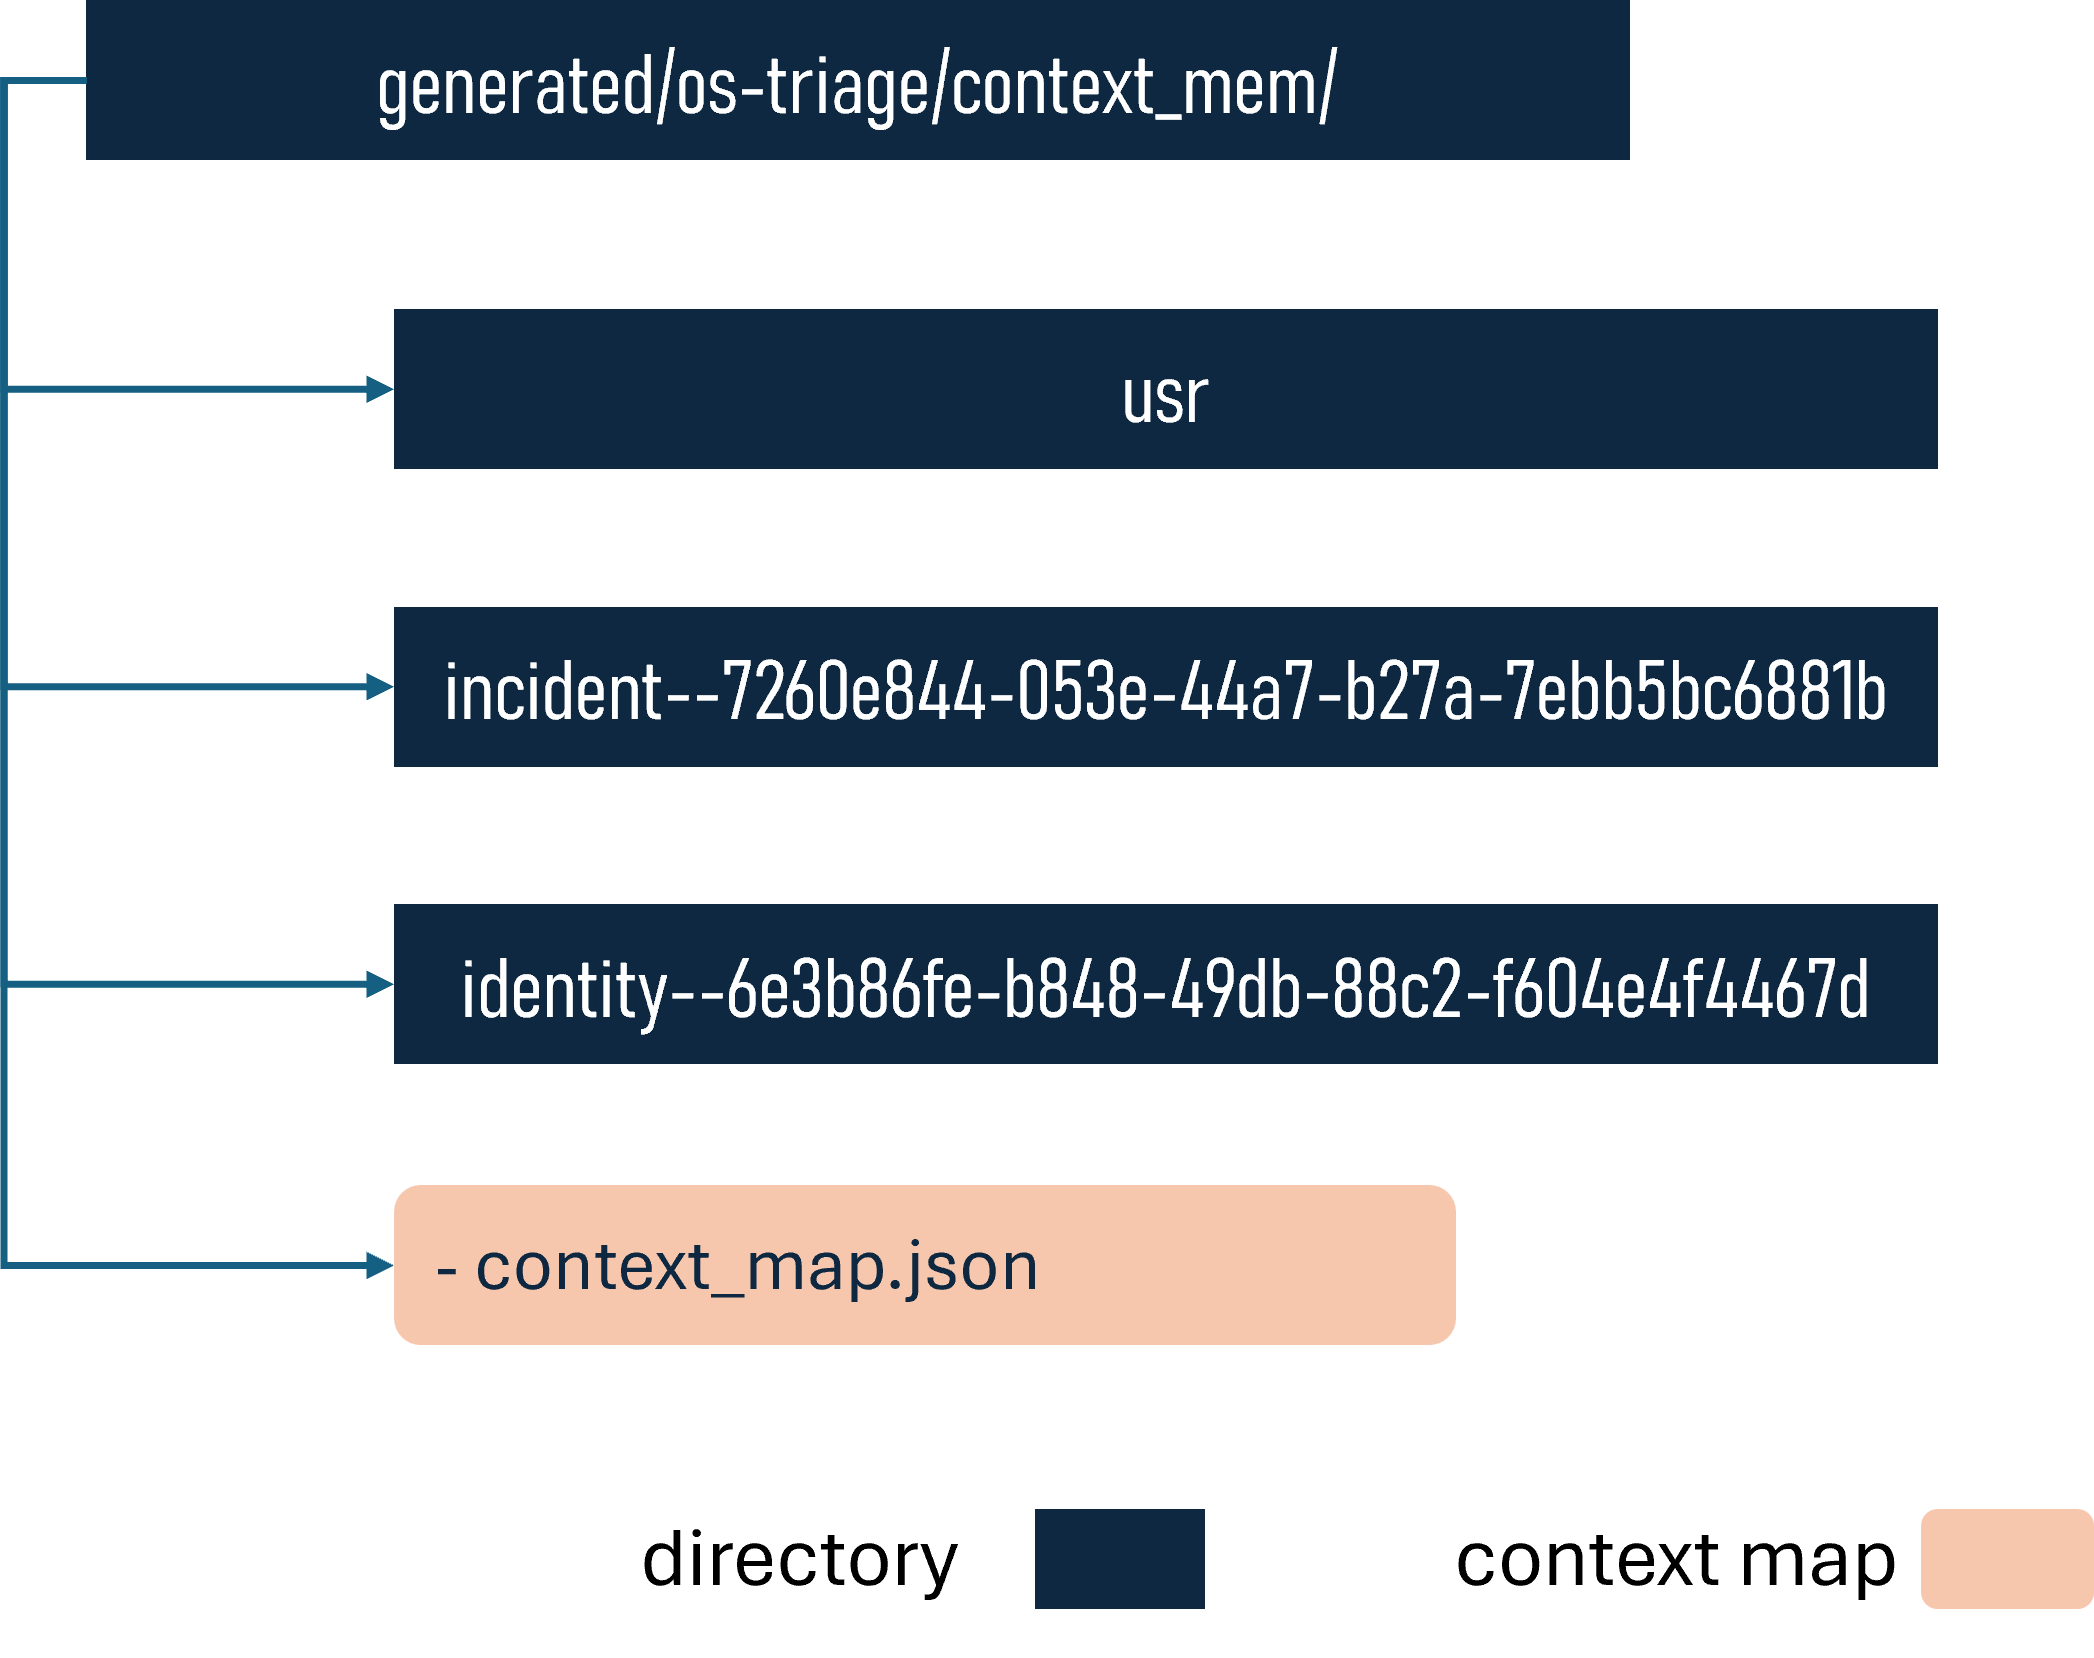 generated/os-triage/context_mem/
usr
incident--7260e844-053e-44a7-b27a-7ebb5bc6881b
identity--6e3b86fe-b848-49db-88c2-f604e4f4467d
- context_map.json
directory
context map